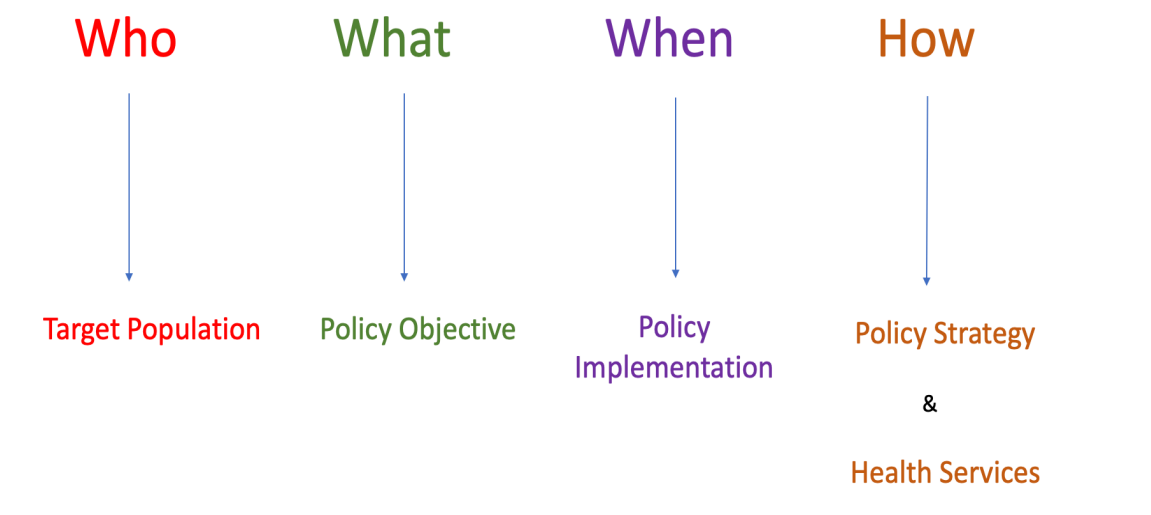 Who
What
When
How
Target Population
Policy Objective
Policy
Implementation
Policy Strategy
&
Health Services